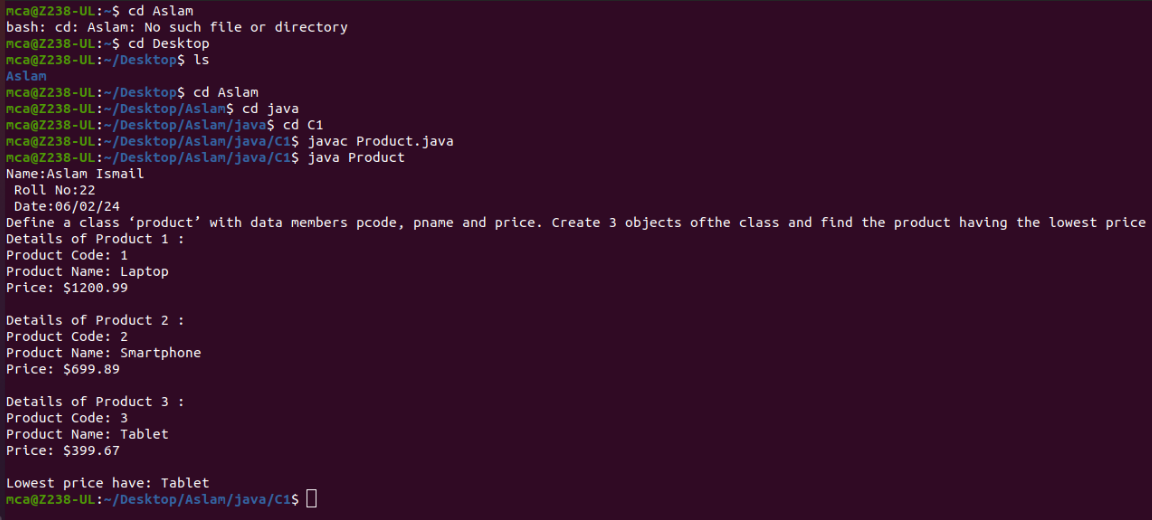 mca@Z238-UL:~$ cd Aslam
bash: cd: Aslam: No such file or directory
mca@Z238-UL:~$ cd Desktop
mca@Z238-UL:~/Desktop$ ls
Aslam
mca@Z238-UL:~/Desktop$ cd Aslam
mca@Z238-UL:~/Desktop/Aslam$ cd java
mca@Z238-UL:~/Desktop/Aslam/java$ cd C1
mca@Z238-UL:~/Desktop/Aslam/java/C1$ javac Product.java
mca@Z238-UL:~/Desktop/Aslam/java/C1$ java Product
Name:Aslam Ismail
 Roll No:22
 Date:06/02/24
Define a class ‘product’ with data members pcode, pname and price. Create 3 objects ofthe class and find the product having the lowest price
Details of Product 1 :
Product Code: 1
Product Name: Laptop
Price: $1200.99

Details of Product 2 :
Product Code: 2
Product Name: Smartphone
Price: $699.89

Details of Product 3 :
Product Code: 3
Product Name: Tablet
Price: $399.67

Lowest price have: Tablet
mca@Z238-UL:~/Desktop/Aslam/java/C1$